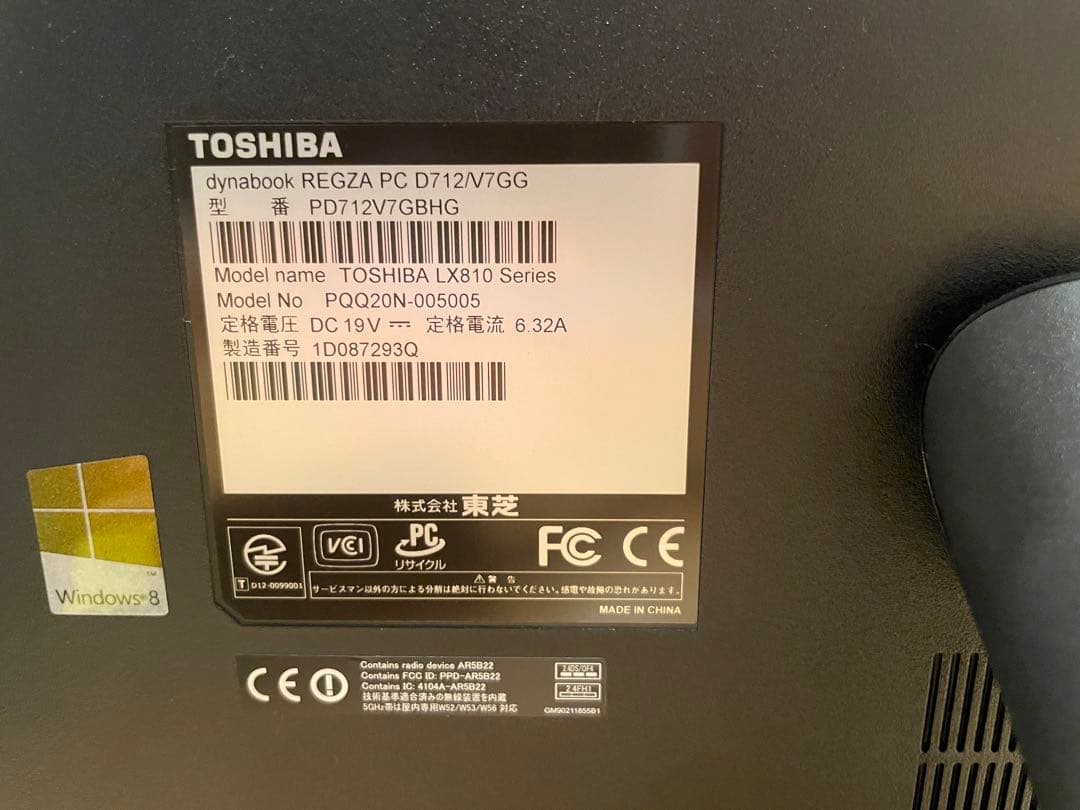 TOSHIBA
dynabook REGZA PC D712/V7GG
型　番 PD712V7GBHG
Model name TOSHIBA LX810 Series
Model No PQQ20N-005005
定格電圧 DC 19V ⎓ 定格電流 6.32A
製造番号 1D087293Q
株式会社 東芝
VCCI
PC
リサイクル
FC CE
T D12-0099001
⚠警 告
サービスマン以外の方による分解は絶対に行わないでください。感電や故障の恐れがあります。
MADE IN CHINA
Windows®8
™
CE
Contains radio device AR5B22
Contains FCC ID: PPD-AR5B22
Contains IC: 4104A-AR5B22
技術基準適合済みの無線装置を内蔵
5GHz帯は屋内専用W52/W53/W56 対応
2.4DS/OF4
2.4FH1
GM90211855B1